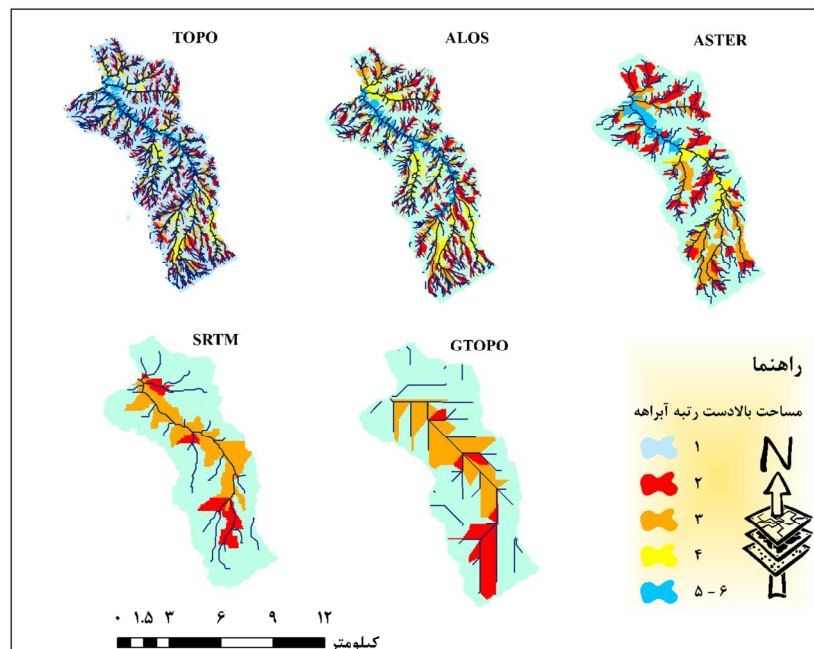 TOPO ALOS ASTER
SRTM GTOPO
راهنما
مساحت بالادست رتبه آبراهه
۱
۲
۳
۴
۵ - ۶
N
۰ ۱.۵ ۳ ۶ ۹ ۱۲
کیلومتر